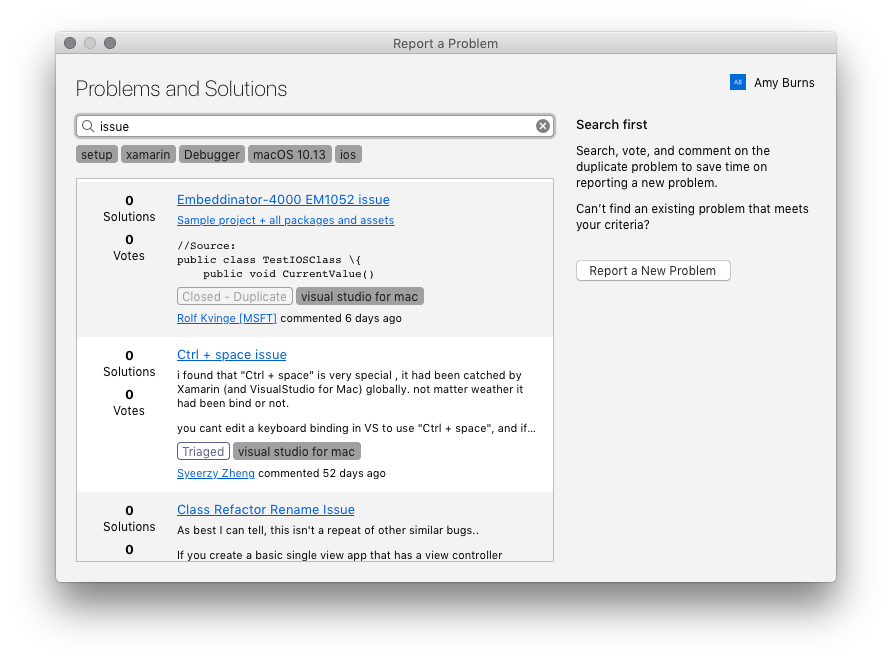 Report a Problem
Problems and Solutions
AB Amy Burns
issue
setup xamarin Debugger macOS 10.13 ios
0
Solutions
0
Votes
Embeddinator-4000 EM1052 issue
Sample project + all packages and assets
//Source:
public class TestIOSClass \{
public void CurrentValue()
Closed - Duplicate visual studio for mac
Rolf Kvinge [MSFT] commented 6 days ago
0
Solutions
0
Votes
Ctrl + space issue
i found that "Ctrl + space" is very special , it had been catched by
Xamarin (and VisualStudio for Mac) globally. not matter weather it
had been bind or not.
you cant edit a keyboard binding in VS to use "Ctrl + space", and if...
Triaged visual studio for mac
Syeerzy Zheng commented 52 days ago
0
Solutions
0
Class Refactor Rename Issue
As best I can tell, this isn't a repeat of other similar bugs..
If you create a basic single view app that has a view controller
Search first
Search, vote, and comment on the
duplicate problem to save time on
reporting a new problem.
Can't find an existing problem that meets
your criteria?
Report a New Problem